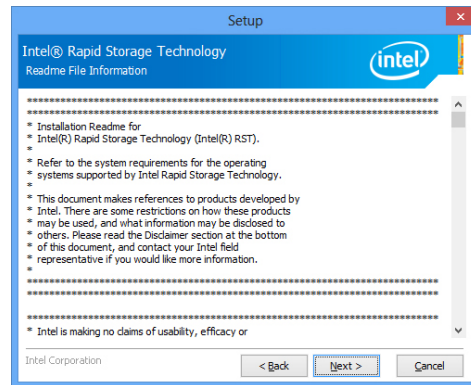 Setup
Intel® Rapid Storage Technology
Readme File Information
intel
******************************************************************************
******************************************************************************
* Installation Readme for
* Intel(R) Rapid Storage Technology (Intel(R) RST).
*
* Refer to the system requirements for the operating
* systems supported by Intel Rapid Storage Technology.
*
* This document makes references to products developed by
* Intel. There are some restrictions on how these products
* may be used, and what information may be disclosed to
* others. Please read the Disclaimer section at the bottom
* of this document, and contact your Intel field
* representative if you would like more information.
*
******************************************************************************
******************************************************************************
******************************************************************************
* Intel is making no claims of usability, efficacy or
Intel Corporation
< Back
Next >
Cancel